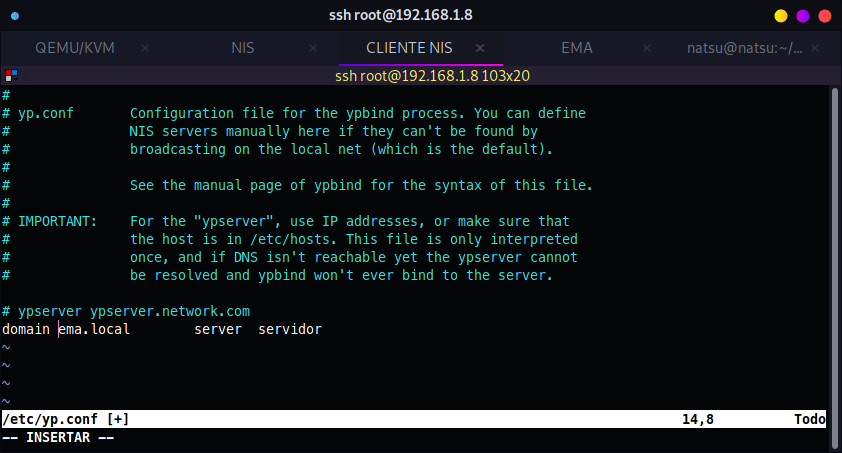 ssh root@192.168.1.8
QEMU/KVM × NIS × CLIENTE NIS × EMA × natsu@natsu:~/... ×
ssh root@192.168.1.8 103x20
#
# yp.conf       Configuration file for the ypbind process. You can define
#               NIS servers manually here if they can't be found by
#               broadcasting on the local net (which is the default).
#
#               See the manual page of ypbind for the syntax of this file.
#
# IMPORTANT:    For the "ypserver", use IP addresses, or make sure that
#               the host is in /etc/hosts. This file is only interpreted
#               once, and if DNS isn't reachable yet the ypserver cannot
#               be resolved and ypbind won't ever bind to the server.

# ypserver ypserver.network.com
domain ema.local        server  servidor
~
~
~
~
/etc/yp.conf [+] 14,8 Todo
-- INSERTAR --